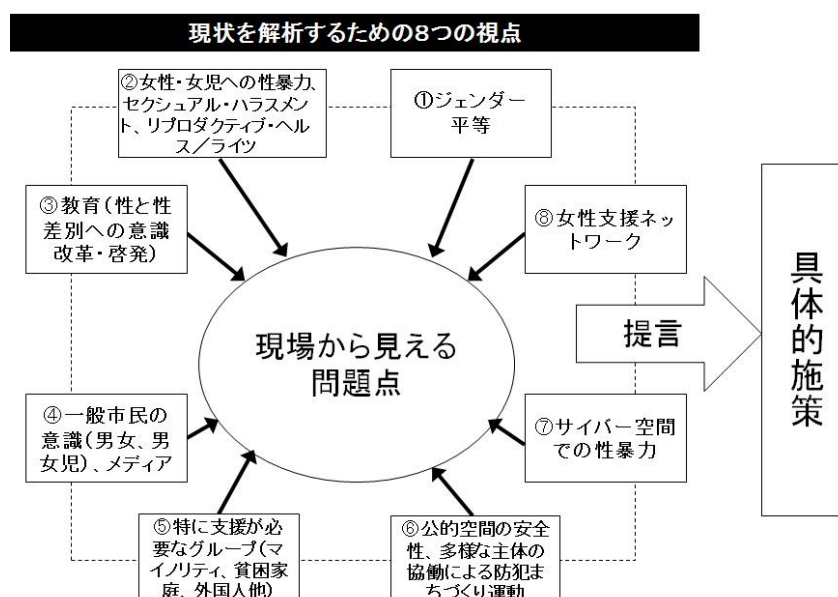 現状を解析するための8つの視点
②女性・女児への性暴力、
セクシュアル・ハラスメン
ト、リプロダクティブ・ヘル
ス／ライツ
①ジェンダー
平等
③教育（性と性
差別への意識
改革・啓発）
⑧女性支援ネッ
トワーク
現場から見える
問題点
提言
具体的施策
④一般市民の
意識（男女、男
女児）、メディア
⑦サイバー空間
での性暴力
⑤特に支援が必
要なグループ（マ
イノリティ、貧困家
庭、外国人他）
⑥公的空間の安全
性、多様な主体の
協働による防犯ま
ちづくり運動